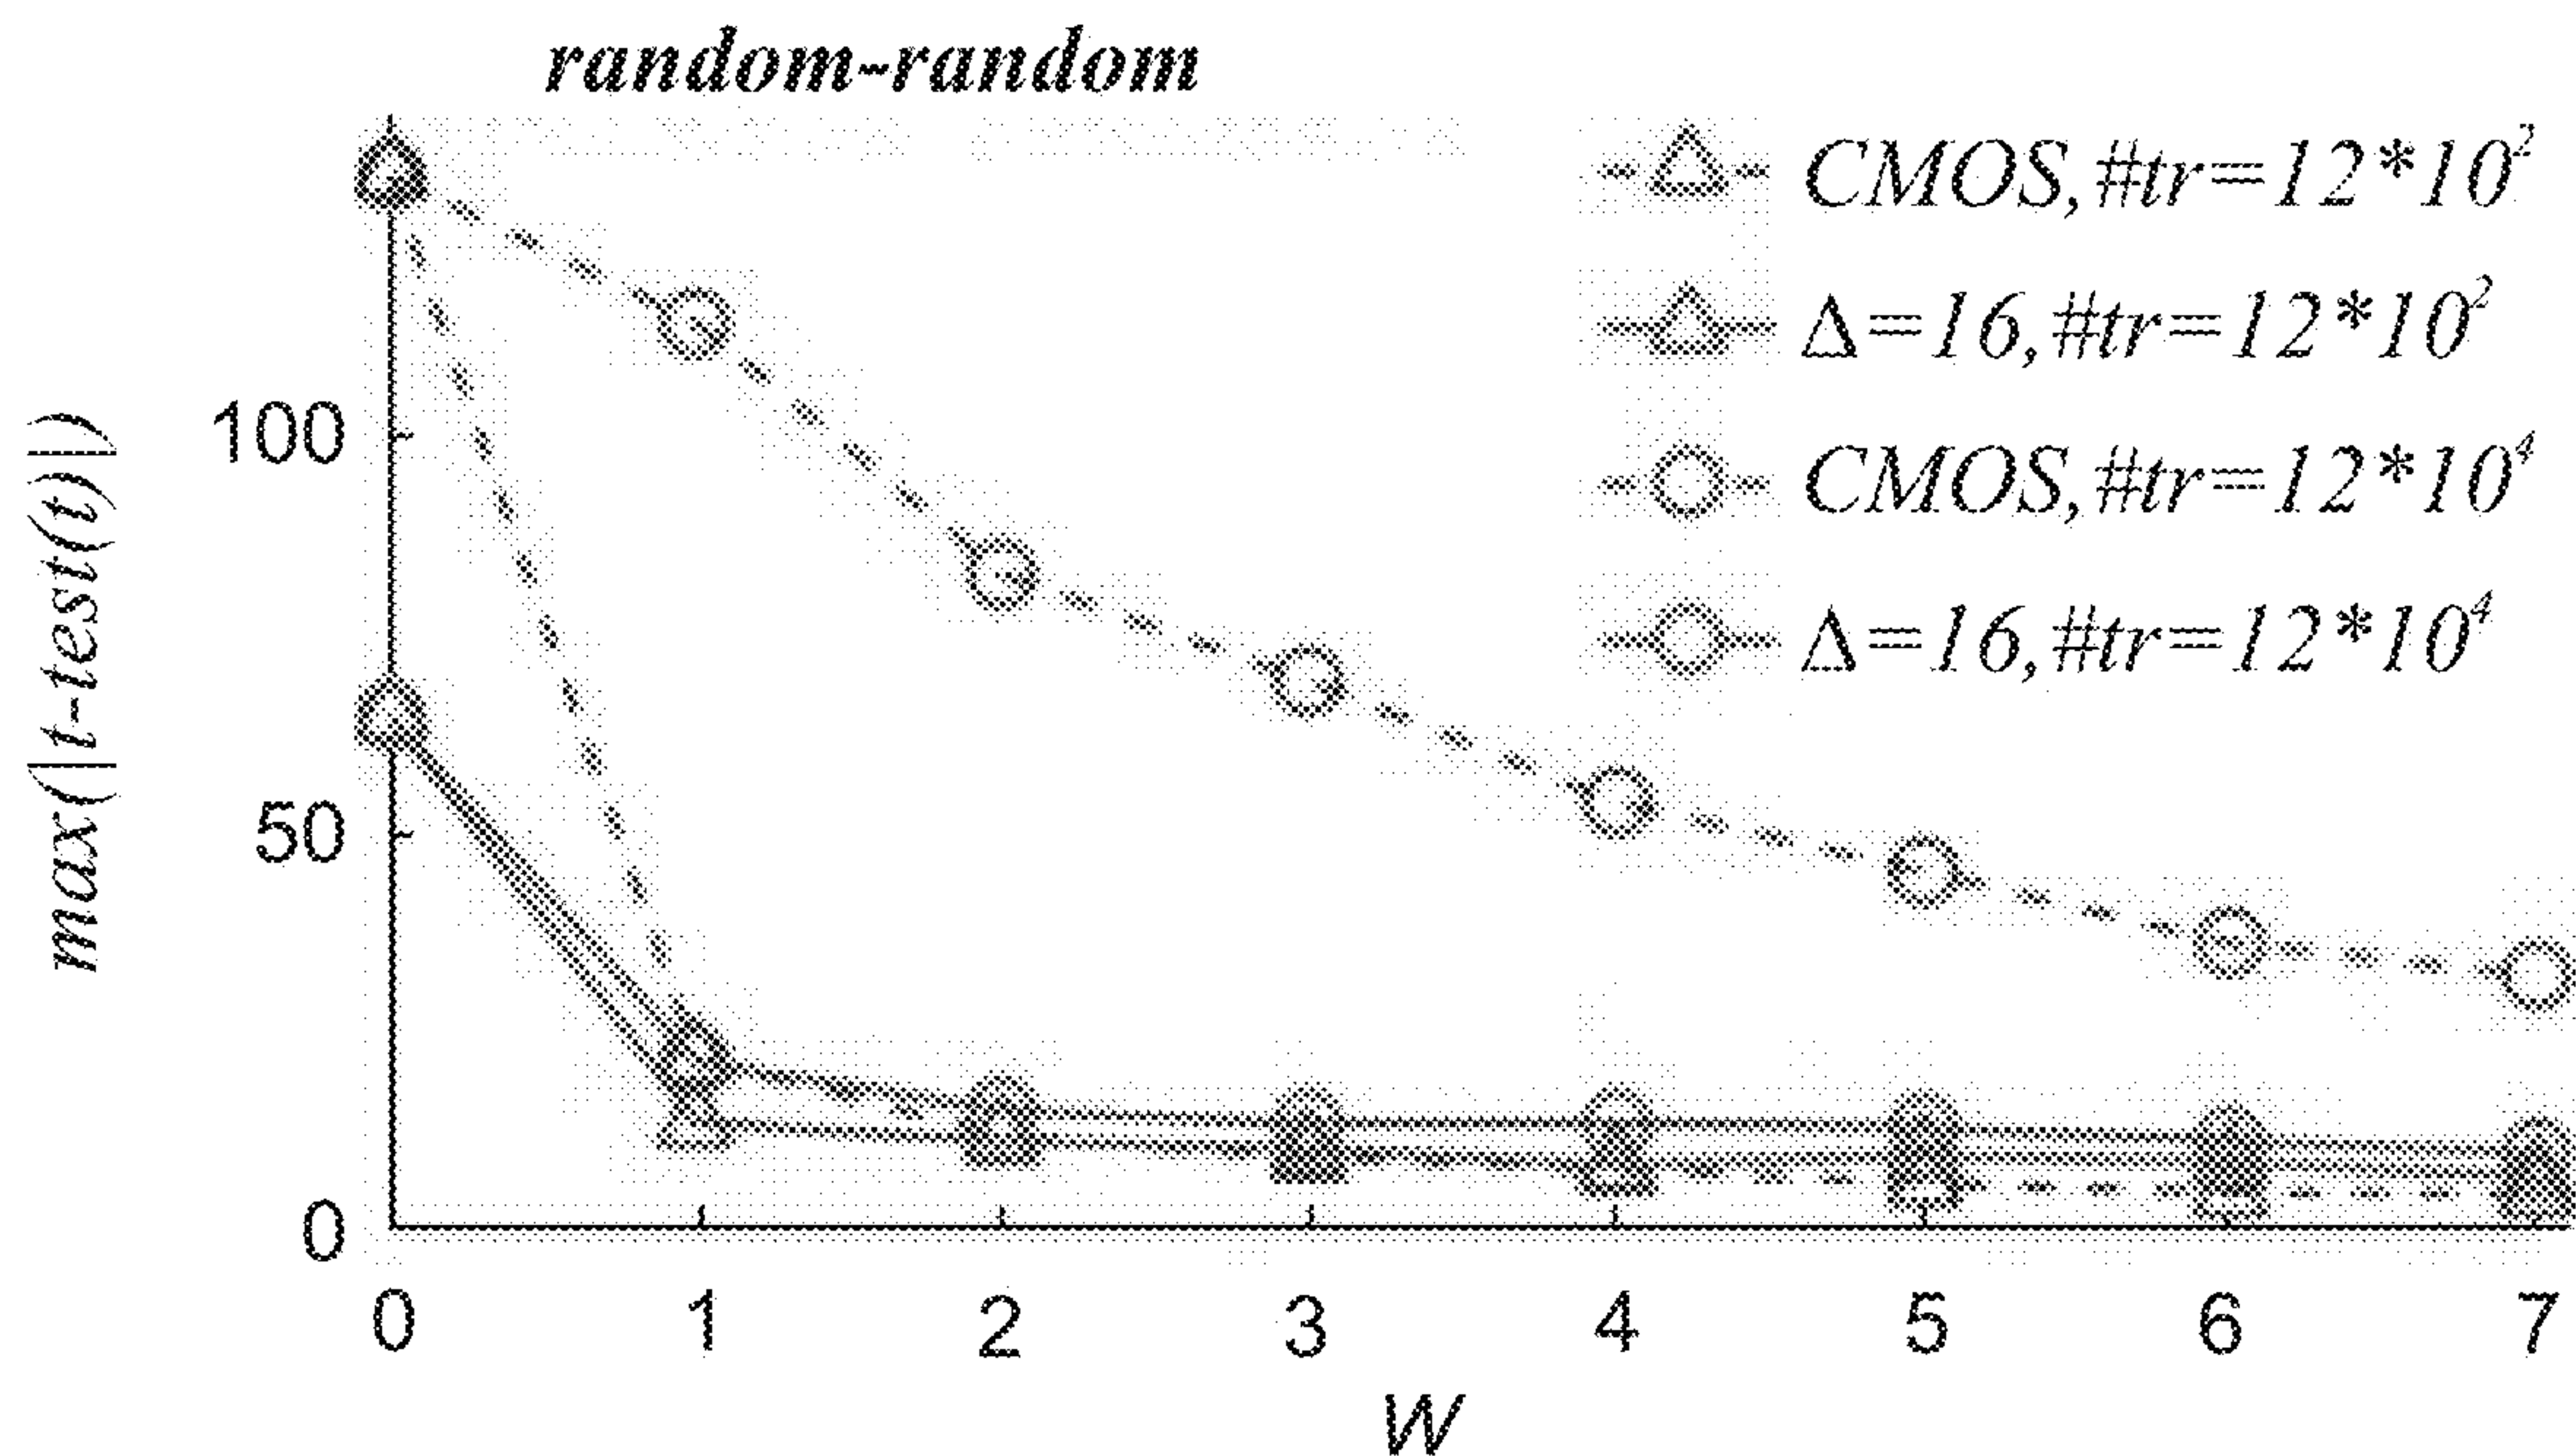 random-random
CMOS, #tr=12*10²
Δ=16, #tr=12*10²
CMOS, #tr=12*10⁴
Δ=16, #tr=12*10⁴
max(|t-test(t)|)
100
50
0
0 1 2 3 4 5 6 7
W